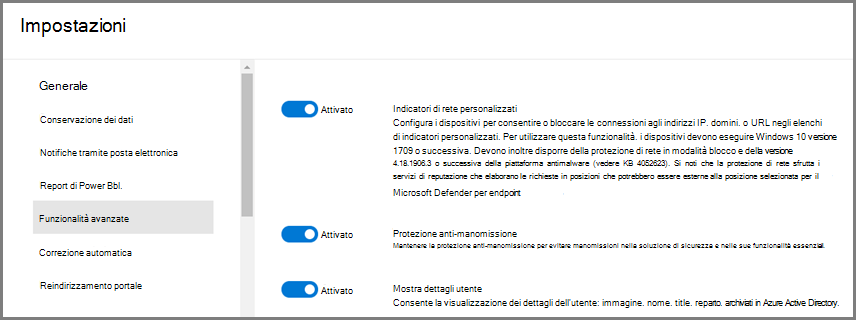 Impostazioni
Generale
Conservazione dei dati
Notifiche tramite posta elettronica
Report di Power Bbl.
Funzionalità avanzate
Correzione automatica
Reindirizzamento portale
Attivato
Indicatori di rete personalizzati
Configura i dispositivi per consentire o bloccare le connessioni agli indirizzi IP. domini. o URL negli elenchi
di indicatori personalizzati. Per utilizzare questa funzionalità. i dispositivi devono eseguire Windows 10 versione
1709 o successiva. Devono inoltre disporre della protezione di rete in modalità blocco e della versione
4.18.1906.3 o successiva della piattaforma antimalware (vedere KB 4052623). Si noti che la protezione di rete sfrutta i
servizi di reputazione che elaborano le richieste in posizioni che potrebbero essere esterne alla posizione selezionata per il
Microsoft Defender per endpoint
Attivato
Protezione anti-manomissione
Mantenere la protezione anti-manomissione per evitare manomissioni nella soluzione di sicurezza e nelle sue funzionalità essenzial.
Attivato
Mostra dettagli utente
Consente la visualizzazione dei dettagli dell'utente: immagine. nome. title. reparto. archiviati in Azure Active Directory.